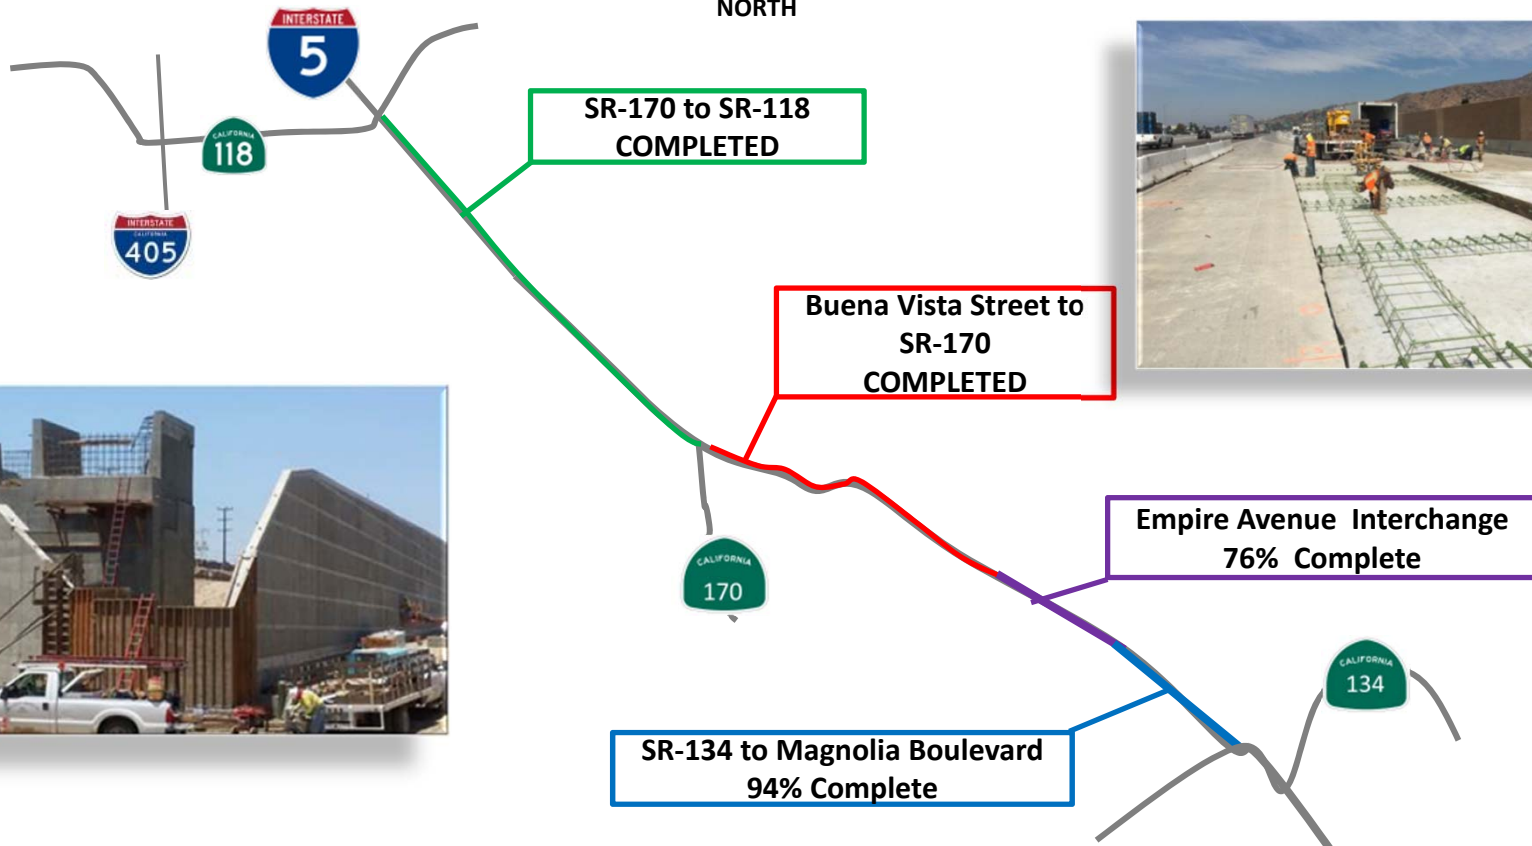 NORTH
INTERSTATE
5
SR-170 to SR-118
COMPLETED
CALIFORNIA
118
INTERSTATE
CALIFORNIA
405
Buena Vista Street to
SR-170
COMPLETED
Empire Avenue  Interchange
76%  Complete
CALIFORNIA
170
CALIFORNIA
134
SR-134 to Magnolia Boulevard
94% Complete